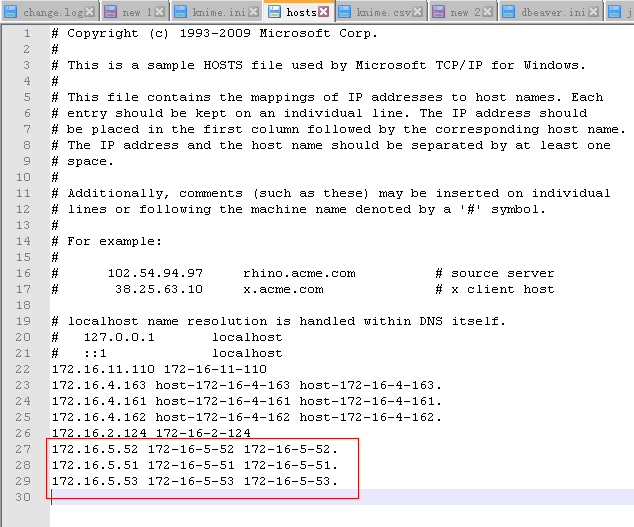 change.log new 1 knime.ini hosts knime.csv new 2 dbeaver.ini j
1 # Copyright (c) 1993-2009 Microsoft Corp.
2 #
3 # This is a sample HOSTS file used by Microsoft TCP/IP for Windows.
4 #
5 # This file contains the mappings of IP addresses to host names. Each
6 # entry should be kept on an individual line. The IP address should
7 # be placed in the first column followed by the corresponding host name.
8 # The IP address and the host name should be separated by at least one
9 # space.
10 #
11 # Additionally, comments (such as these) may be inserted on individual
12 # lines or following the machine name denoted by a '#' symbol.
13 #
14 # For example:
15 #
16 #      102.54.94.97     rhino.acme.com          # source server
17 #       38.25.63.10     x.acme.com              # x client host
18
19 # localhost name resolution is handled within DNS itself.
20 #   127.0.0.1       localhost
21 #   ::1             localhost
22 172.16.11.110 172-16-11-110
23 172.16.4.163 host-172-16-4-163 host-172-16-4-163.
24 172.16.4.161 host-172-16-4-161 host-172-16-4-161.
25 172.16.4.162 host-172-16-4-162 host-172-16-4-162.
26 172.16.2.124 172-16-2-124
27 172.16.5.52 172-16-5-52 172-16-5-52.
28 172.16.5.51 172-16-5-51 172-16-5-51.
29 172.16.5.53 172-16-5-53 172-16-5-53.
30